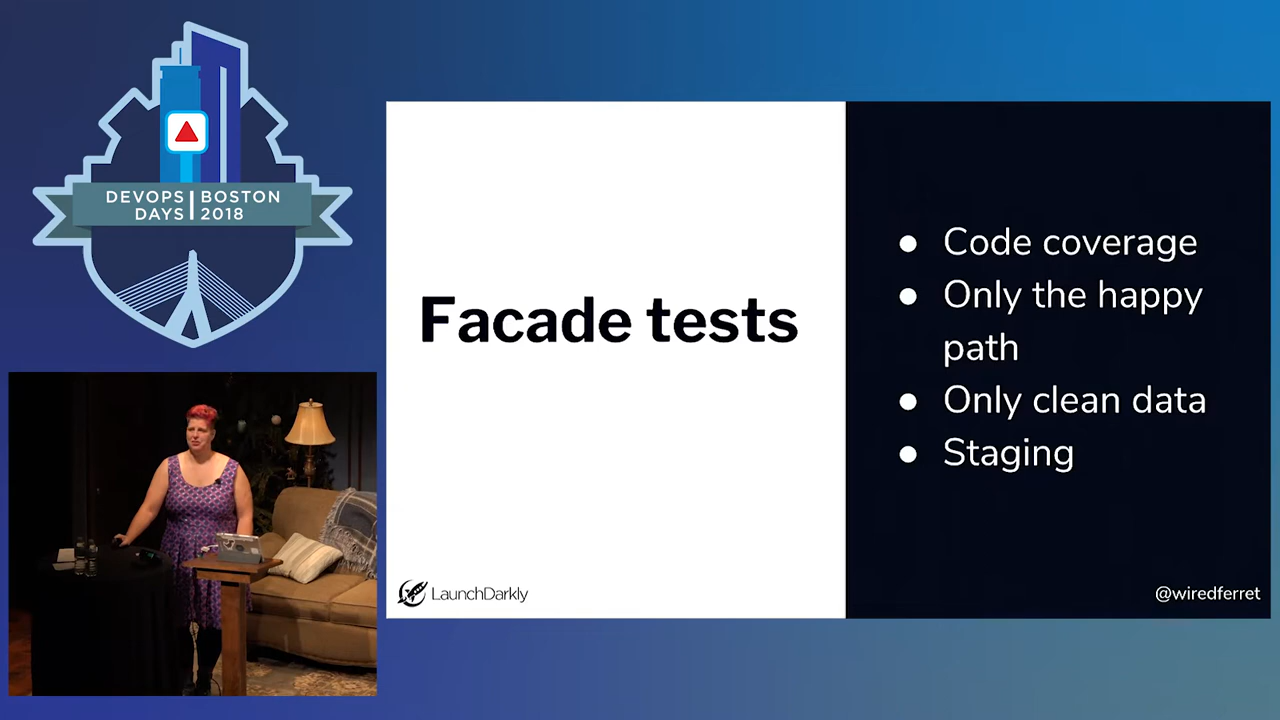 DEVOPS BOSTON
DAYS 2018
Facade tests
● Code coverage
● Only the happy
path
● Only clean data
● Staging
LaunchDarkly
@wiredferret